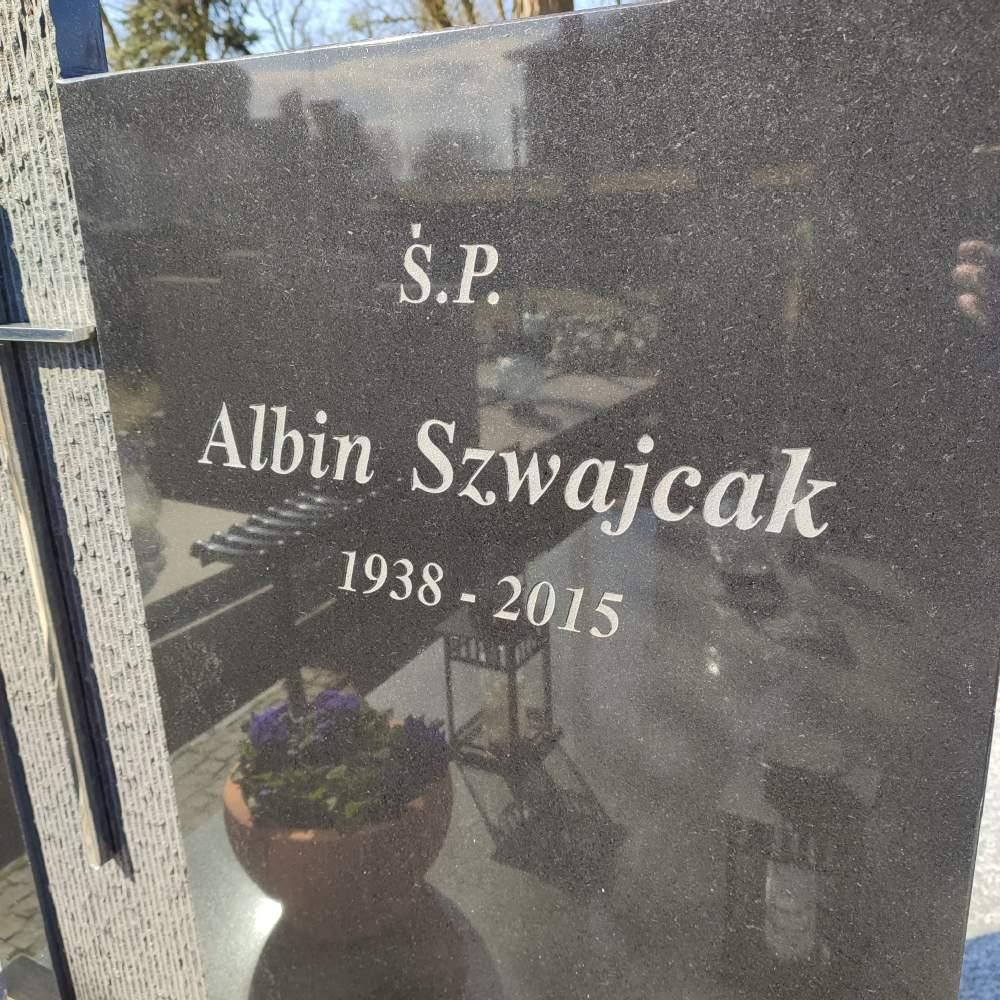 Ś.P.
Albin Szwajcak
1938 - 2015